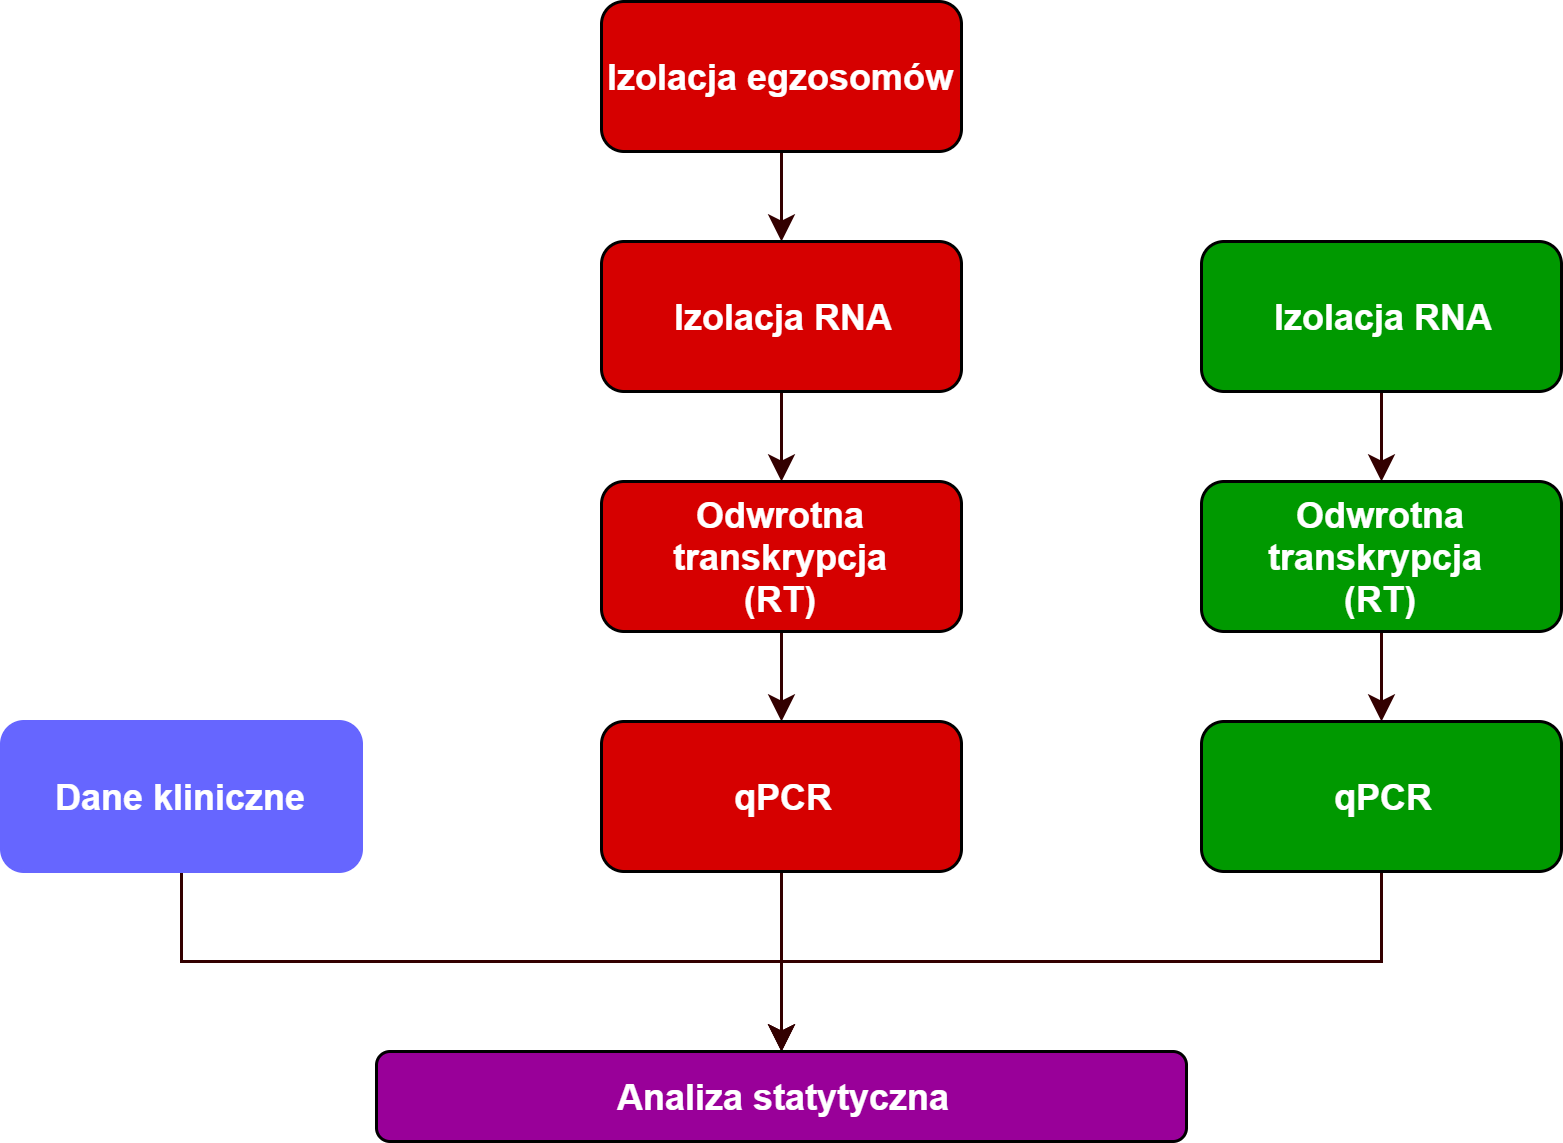 Izolacja egzosomów
Izolacja RNA
Izolacja RNA
Odwrotna
transkrypcja
(RT)
Odwrotna
transkrypcja
(RT)
Dane kliniczne
qPCR
qPCR
Analiza statytyczna